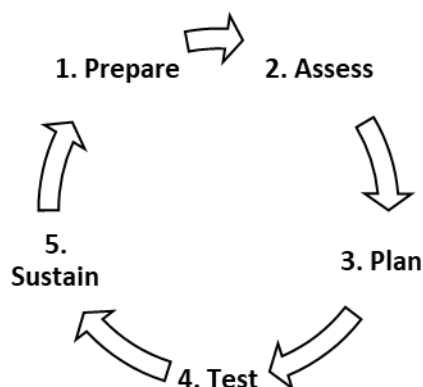 1. Prepare
2. Assess
3. Plan
4. Test
5.
Sustain